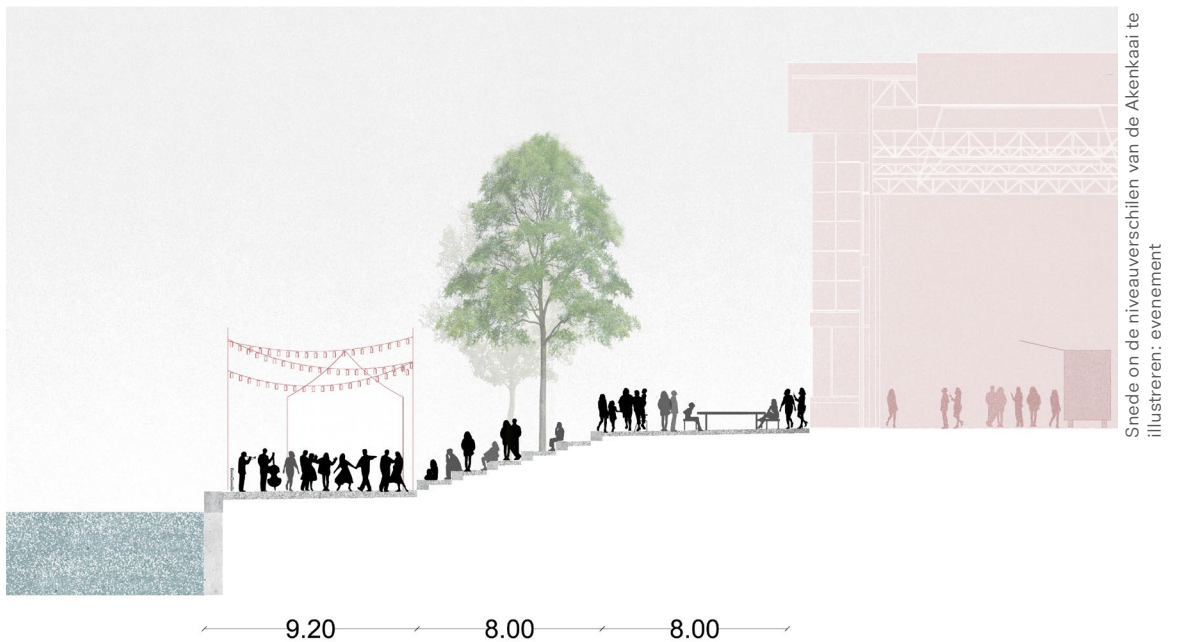 Snede on de niveauverschilen van de Akenkaai te
illustreren: evenement
9.20
8.00
8.00